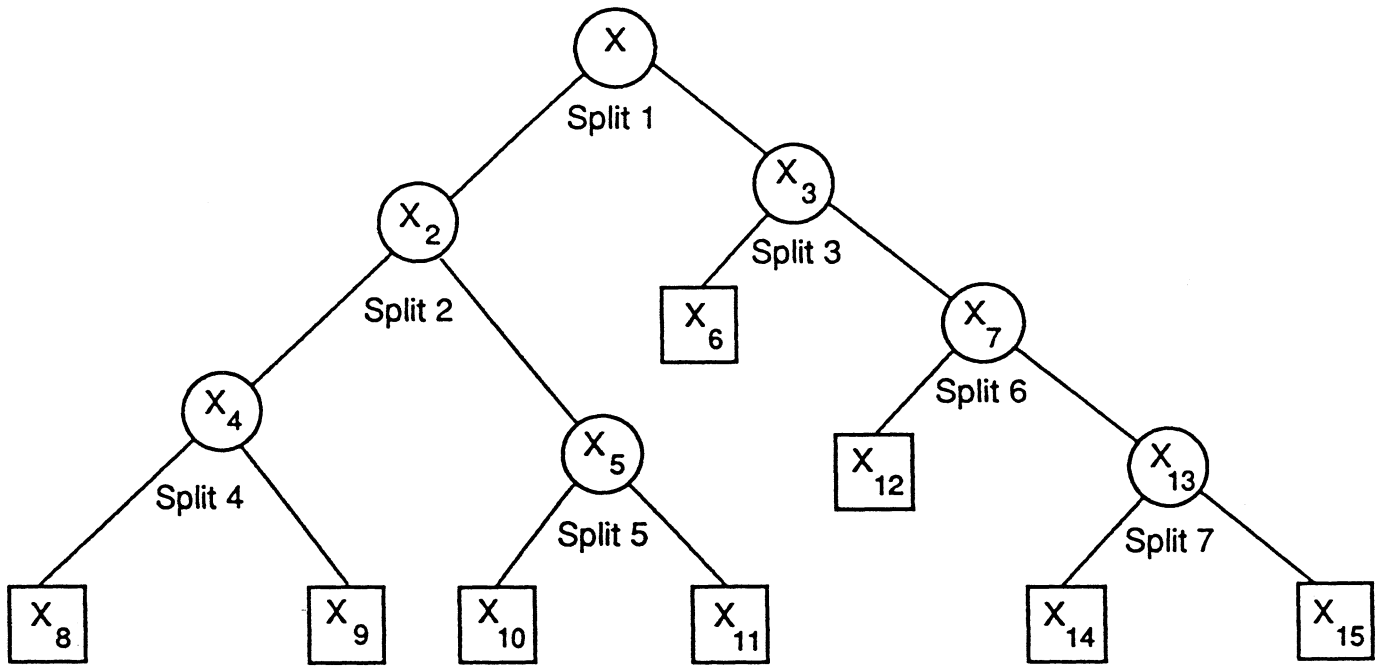 X
Split 1
X3
X2
Split 3
Split 2
X6
X7
Split 6
X4
X5
X12
X13
Split 4
Split 5
Split 7
X8
X9
X10
X11
X14
X15